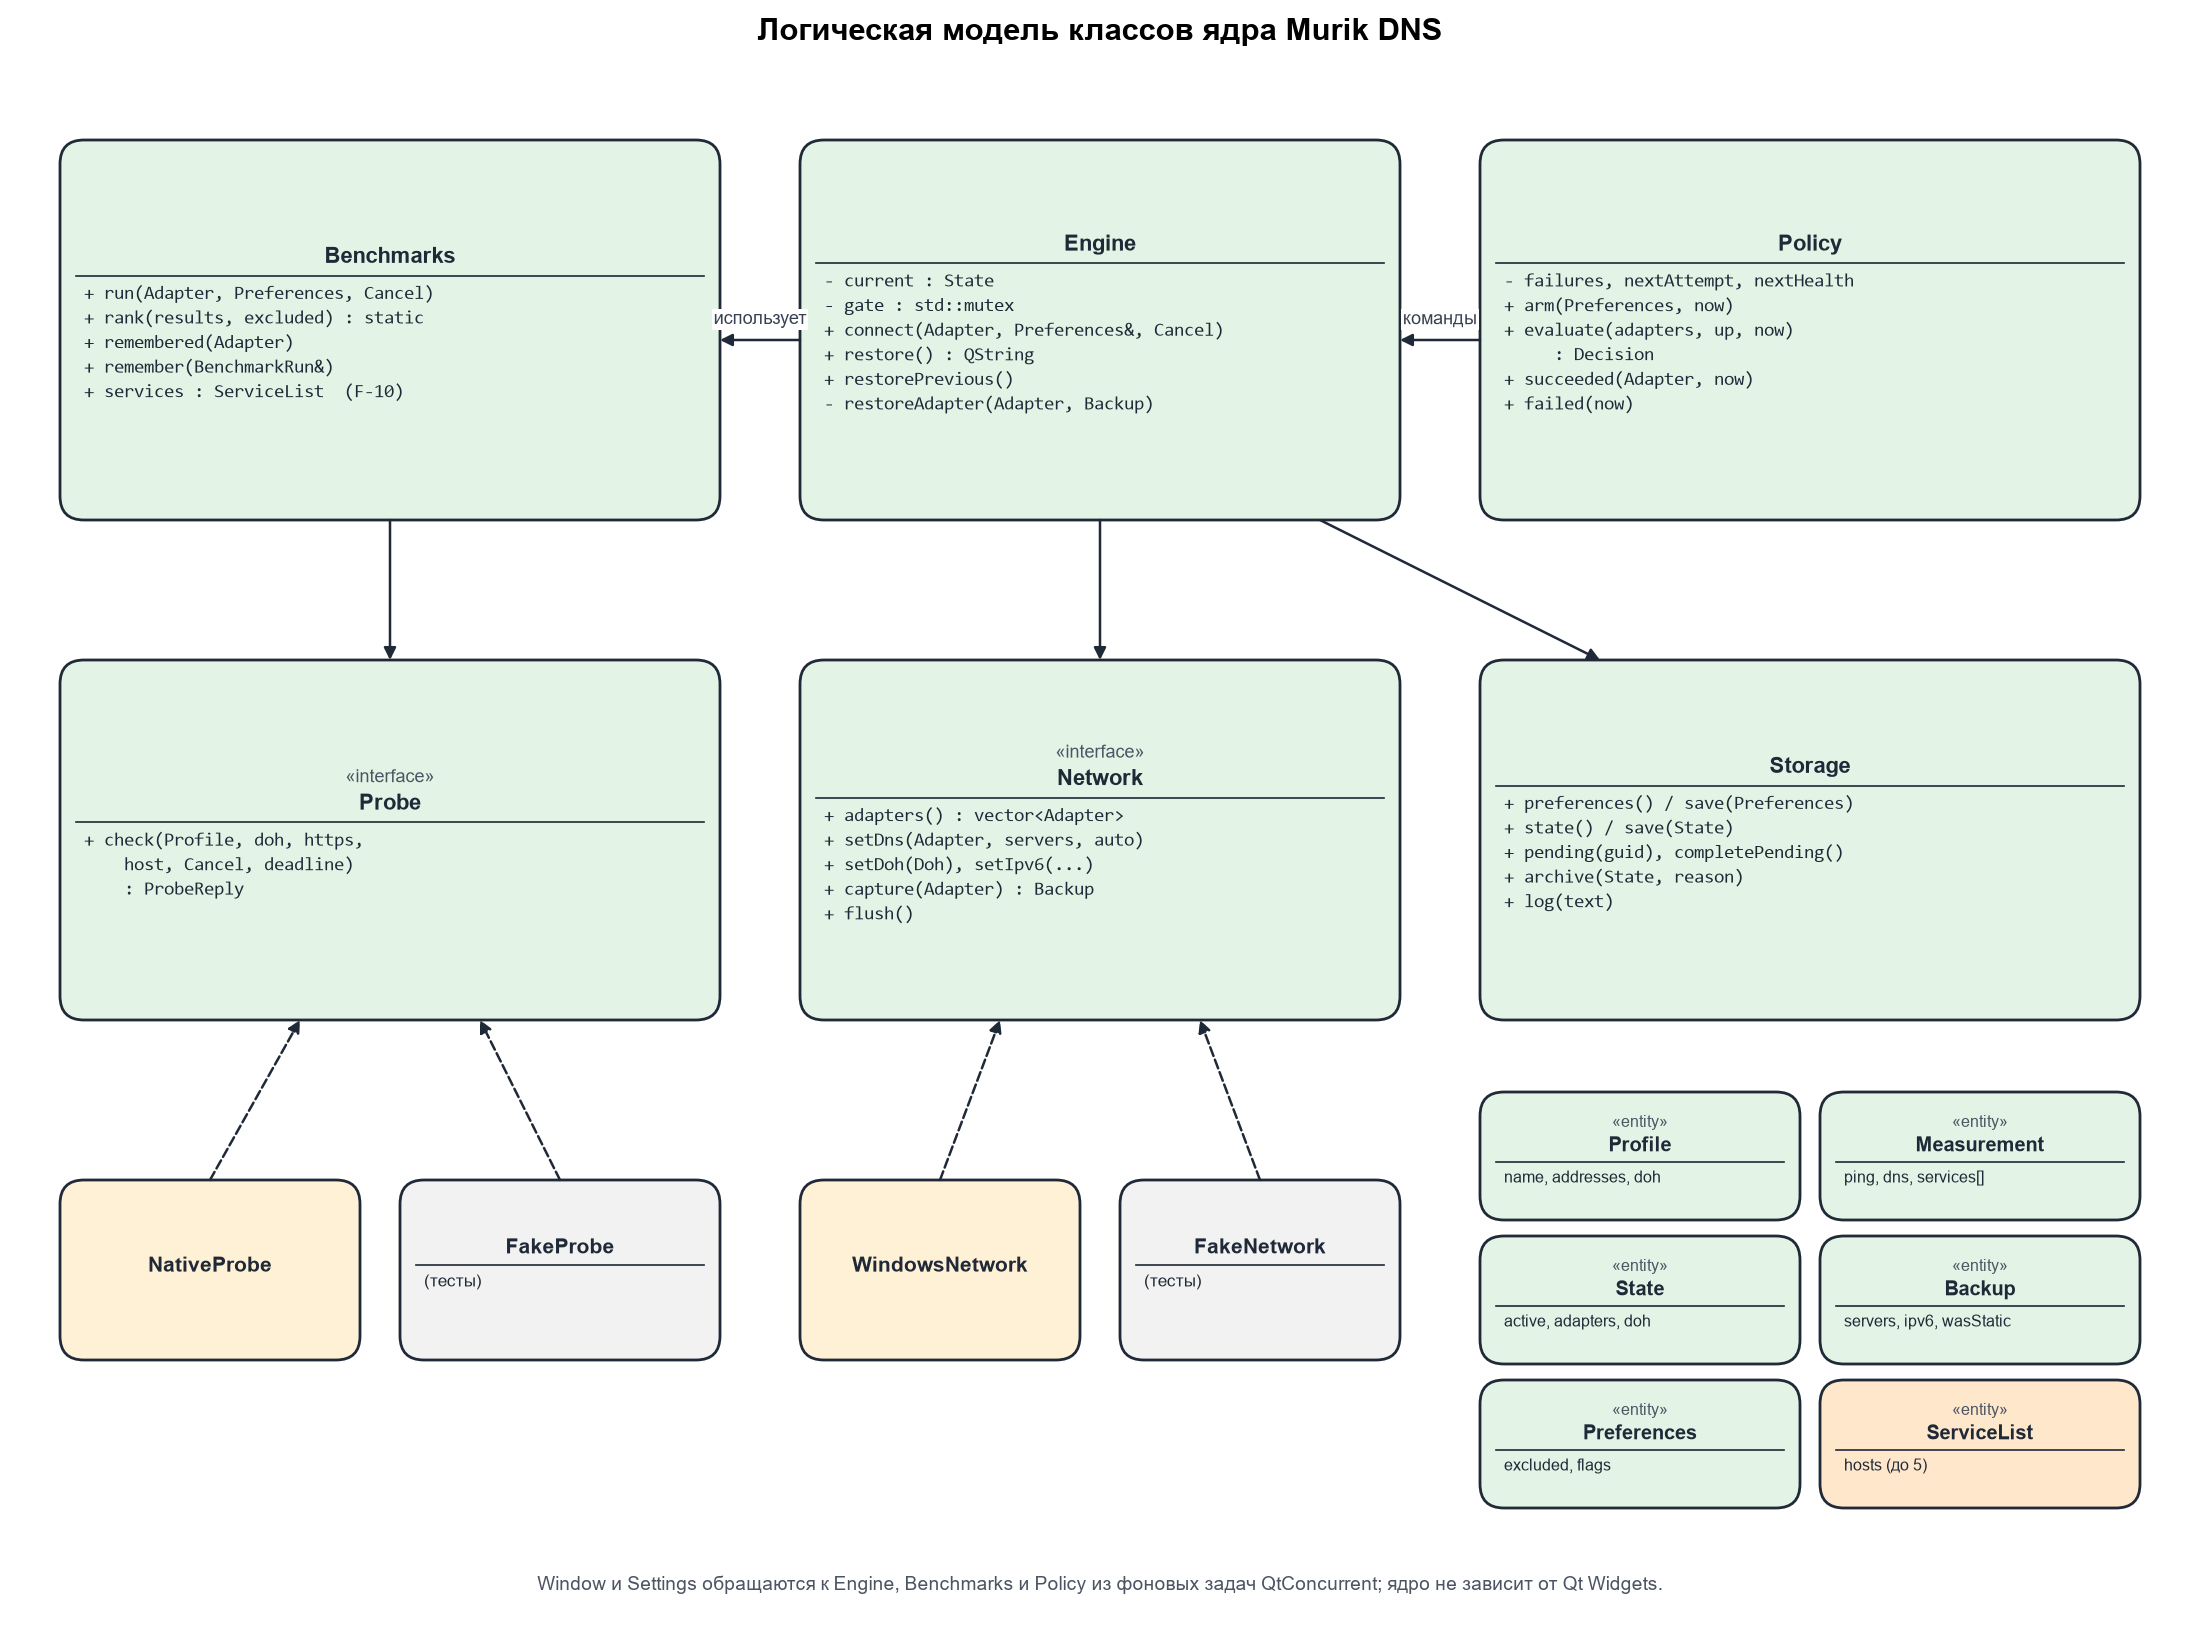 Логическая модель классов ядра Murik DNS
Benchmarks
+ run(Adapter, Preferences, Cancel)
+ rank(results, excluded) : static
+ remembered(Adapter)
+ remember(BenchmarkRun&)
+ services : ServiceList  (F-10)
использует
Engine
- current : State
- gate : std::mutex
+ connect(Adapter, Preferences&, Cancel)
+ restore() : QString
+ restorePrevious()
- restoreAdapter(Adapter, Backup)
команды
Policy
- failures, nextAttempt, nextHealth
+ arm(Preferences, now)
+ evaluate(adapters, up, now)
: Decision
+ succeeded(Adapter, now)
+ failed(now)
«interface»
Probe
+ check(Profile, doh, https,
host, Cancel, deadline)
: ProbeReply
«interface»
Network
+ adapters() : vector<Adapter>
+ setDns(Adapter, servers, auto)
+ setDoh(Doh), setIpv6(...)
+ capture(Adapter) : Backup
+ flush()
Storage
+ preferences() / save(Preferences)
+ state() / save(State)
+ pending(guid), completePending()
+ archive(State, reason)
+ log(text)
NativeProbe
FakeProbe
(тесты)
WindowsNetwork
FakeNetwork
(тесты)
«entity»
Profile
name, addresses, doh
«entity»
Measurement
ping, dns, services[]
«entity»
State
active, adapters, doh
«entity»
Backup
servers, ipv6, wasStatic
«entity»
Preferences
excluded, flags
«entity»
ServiceList
hosts (до 5)
Window и Settings обращаются к Engine, Benchmarks и Policy из фоновых задач QtConcurrent; ядро не зависит от Qt Widgets.